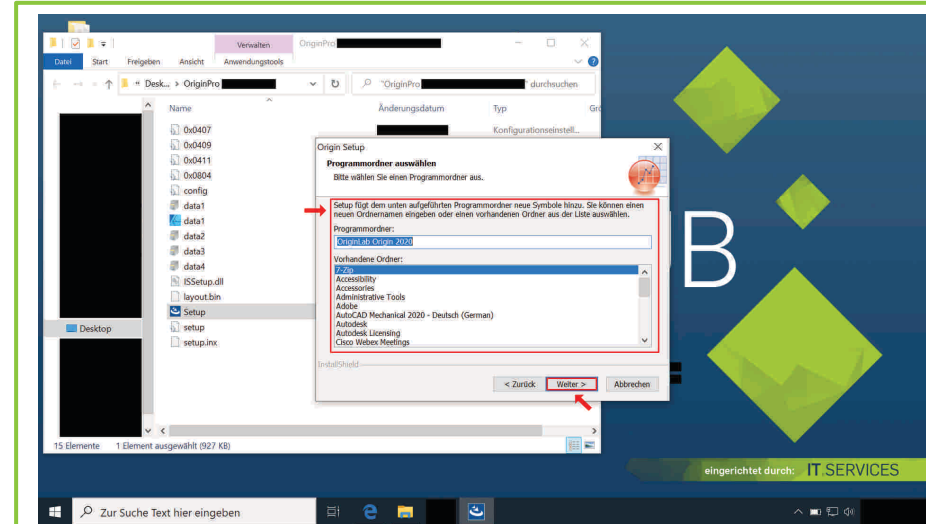 Verwalten
OriginPro
Datei Start Freigeben Ansicht Anwendungstools
« Desk... > OriginPro
"OriginPro " durchsuchen
Name Änderungsdatum Typ Grö
0x0407 Konfigurationseinstell...
0x0409
0x0411
0x0804
config
data1
data1
data2
data3
data4
ISSetup.dll
layout.bin
Setup
setup
setup.inx
Desktop
15 Elemente 1 Element ausgewählt (927 KB)
Origin Setup
Programmordner auswählen
Bitte wählen Sie einen Programmordner aus.
Setup fügt dem unten aufgeführten Programmordner neue Symbole hinzu. Sie können einen
neuen Ordnernamen eingeben oder einen vorhandenen Ordner aus der Liste auswählen.
Programmordner:
OriginLab Origin 2020
Vorhandene Ordner:
7-Zip
Accessibility
Accessories
Administrative Tools
Adobe
AutoCAD Mechanical 2020 - Deutsch (German)
Autodesk
Autodesk Licensing
Cisco Webex Meetings
InstallShield
< Zurück Weiter > Abbrechen
B
eingerichtet durch: IT.SERVICES
Zur Suche Text hier eingeben